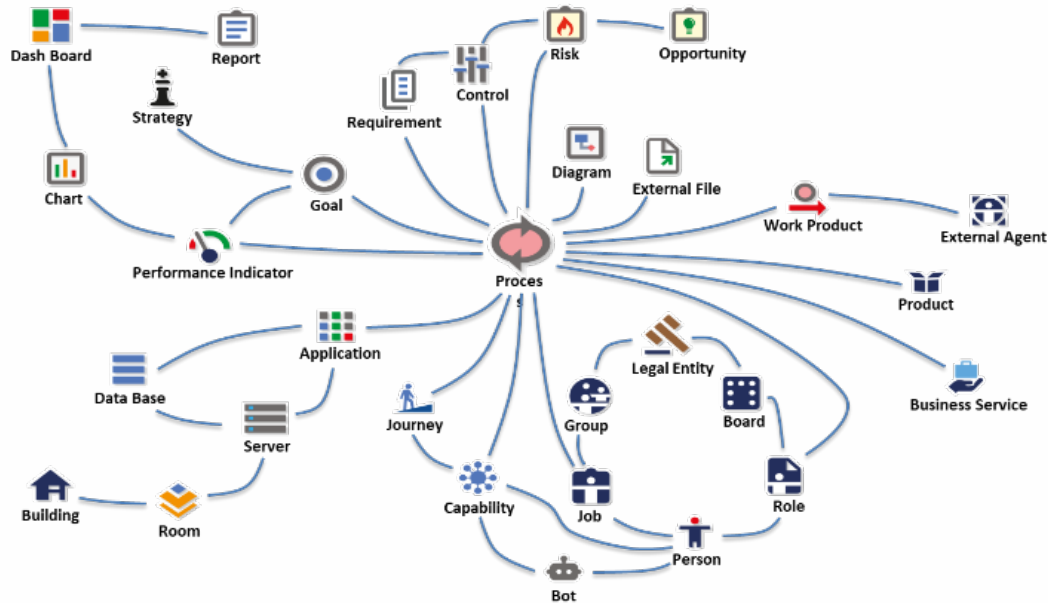 Dash Board
Report
Risk
Opportunity
Control
Strategy
Requirement
Diagram
External File
Chart
Goal
Work Product
External Agent
Performance Indicator
Proces
s
Product
Application
Legal Entity
Data Base
Journey
Group
Board
Business Service
Server
Building
Room
Capability
Job
Role
Person
Bot